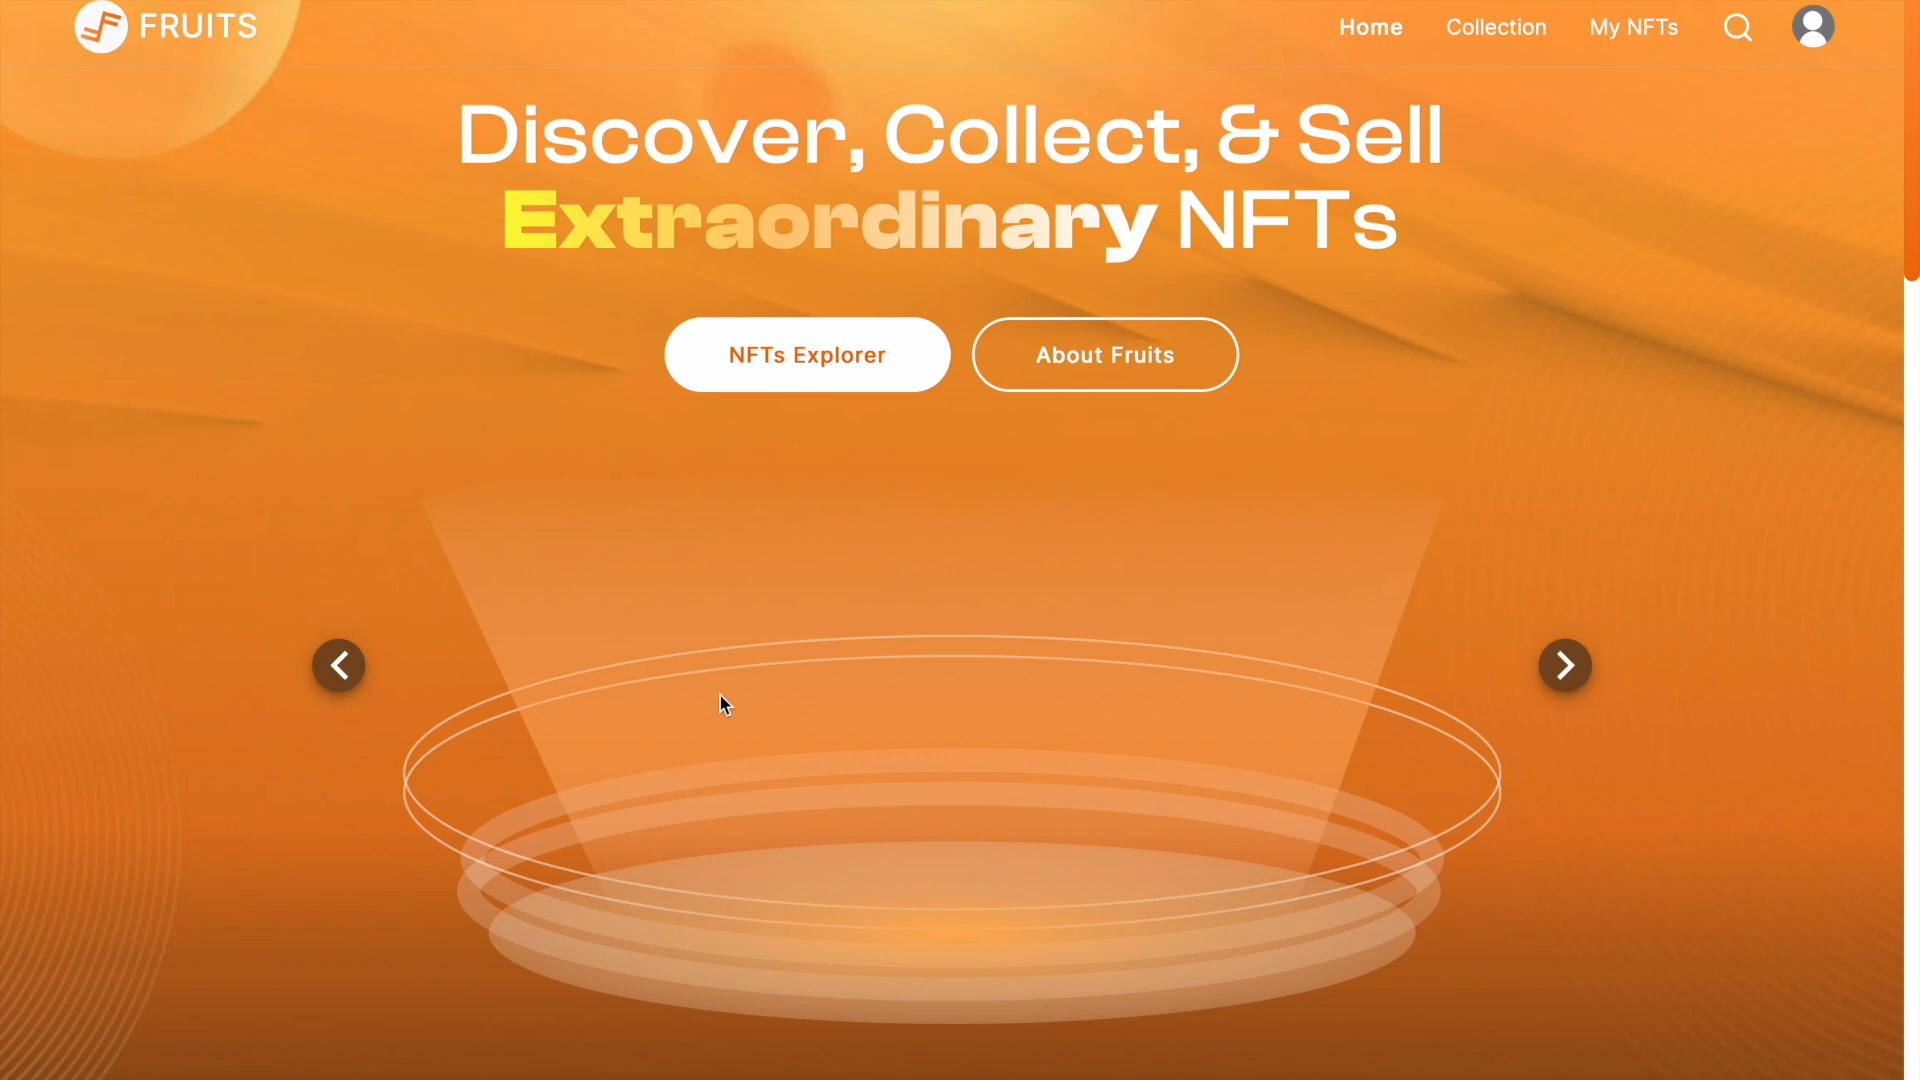 FRUITS
Home
Collection
My NFTs
Discover, Collect, & Sell
Extraordinary NFTs
NFTs Explorer
About Fruits